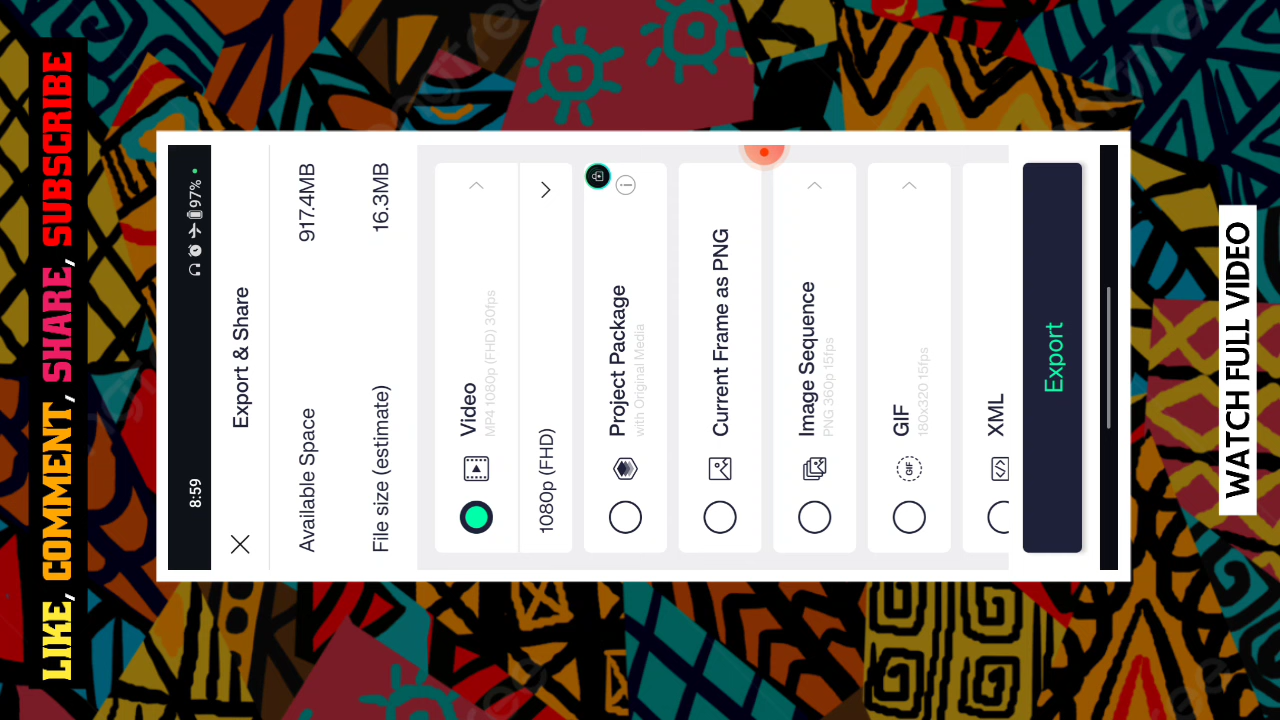 LIKE, COMMENT, SHARE, SUBSCRIBE
8:59
97%
Export & Share
Available Space 917.4MB
File size (estimate) 16.3MB
Video
MP4 1080p (FHD) 30fps
1080p (FHD)
Project Package
with Original Media
Current Frame as PNG
Image Sequence
PNG 360p 15fps
GIF
GIF
180x320 15fps
XML
Export
WATCH FULL VIDEO